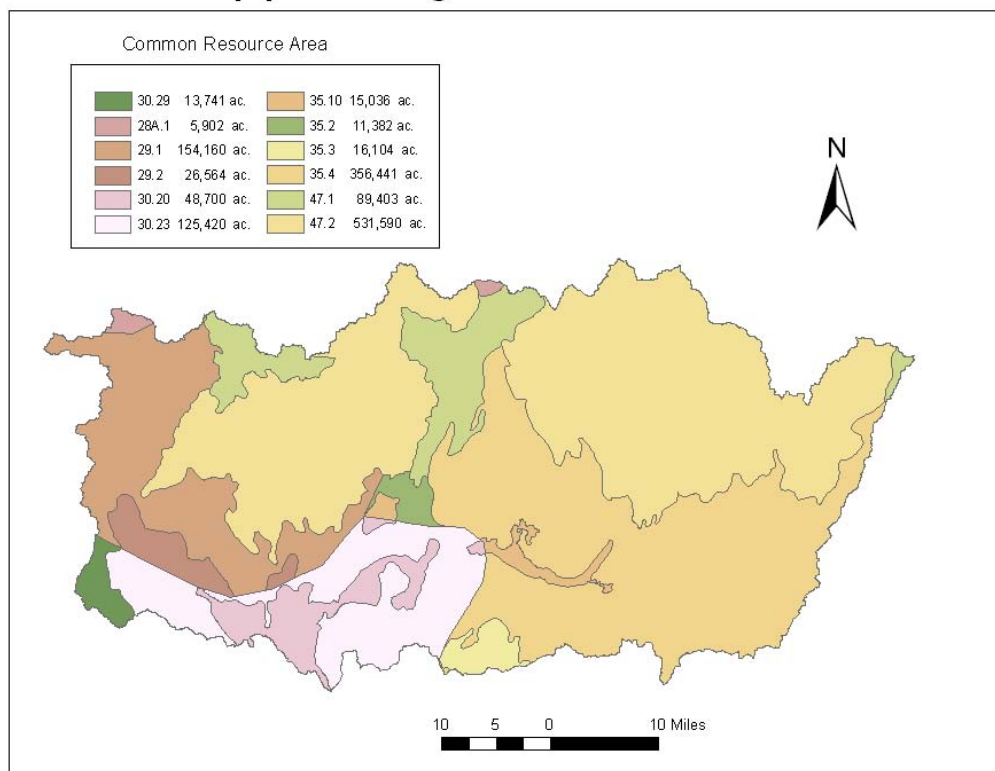 Common Resource Area
30.29 13,741 ac.
28A.1 5,902 ac.
29.1 154,160 ac.
29.2 26,564 ac.
30.20 48,700 ac.
30.23 125,420 ac.
35.10 15,036 ac.
35.2 11,382 ac.
35.3 16,104 ac.
35.4 356,441 ac.
47.1 89,403 ac.
47.2 531,590 ac.
N
10 5 0 10 Miles